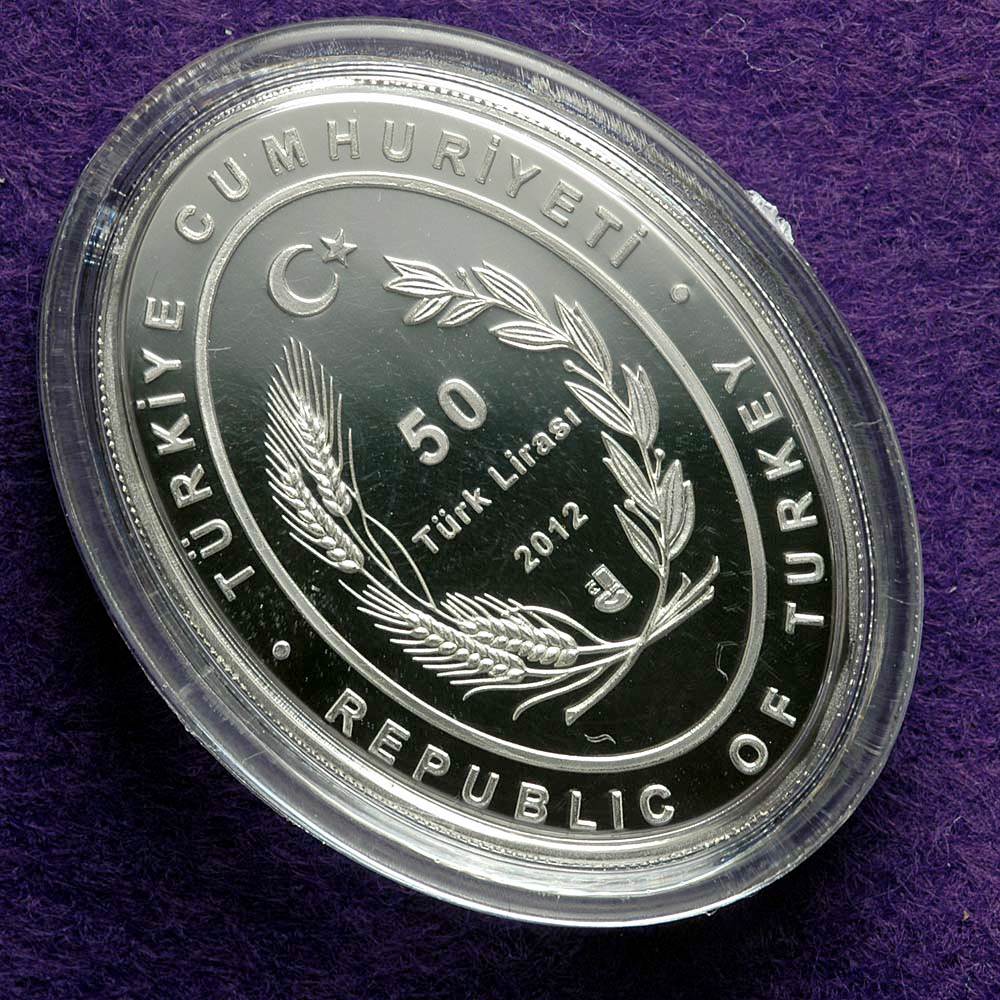 TÜRKİYE CUMHURİYETİ
50
Türk Lirası
2012
REPUBLIC OF TURKEY